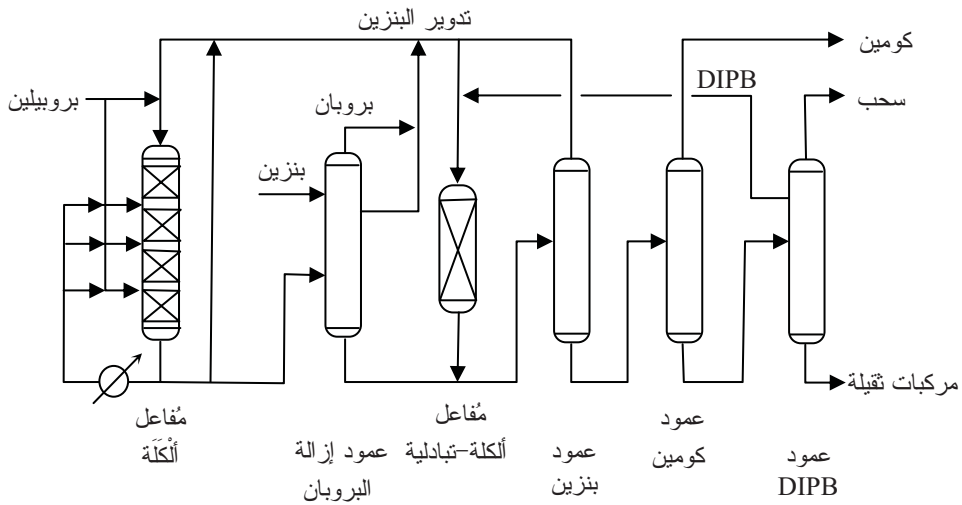 تدوير البنزين
كومين
DIPB
بروبيلين
بروبان
سحب
بنزين
مركبات ثقيلة
مُفاعل
أَلْكَلَة
عمود إزالة
البروبان
مُفاعل
ألكلة-تبادلية
عمود
بنزين
عمود
كومين
عمود
DIPB